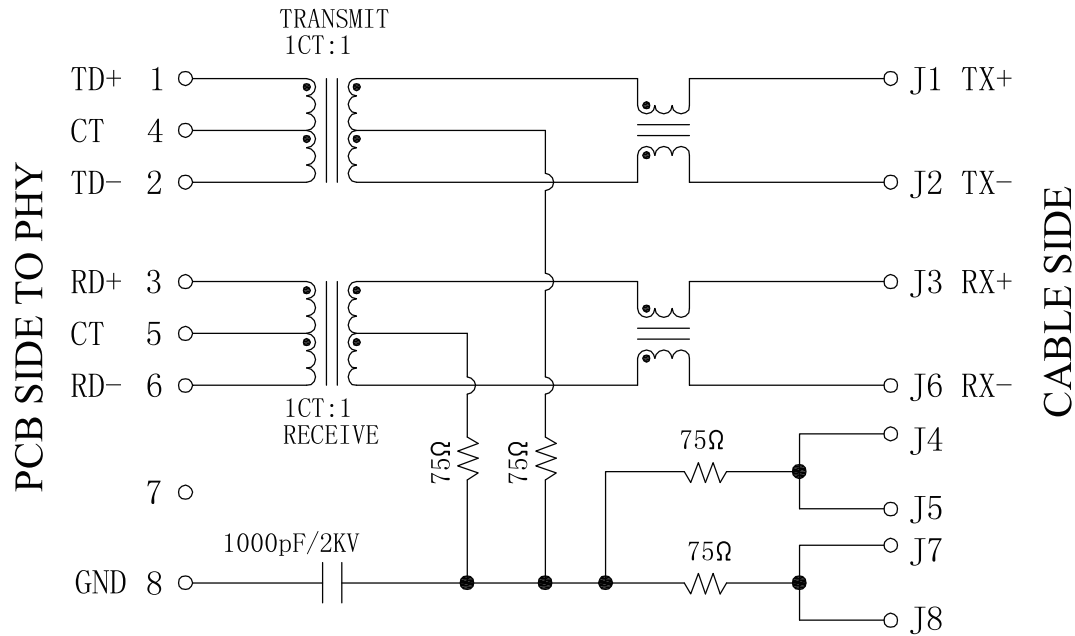 TRANSMIT
1CT:1
TD+ 1
J1 TX+
CT 4
TD- 2
J2 TX-
PCB SIDE TO PHY
CABLE SIDE
RD+ 3
J3 RX+
CT 5
RD- 6
J6 RX-
1CT:1
RECEIVE
75Ω
75Ω
75Ω
J4
7
J5
1000pF/2KV
75Ω
J7
GND 8
J8